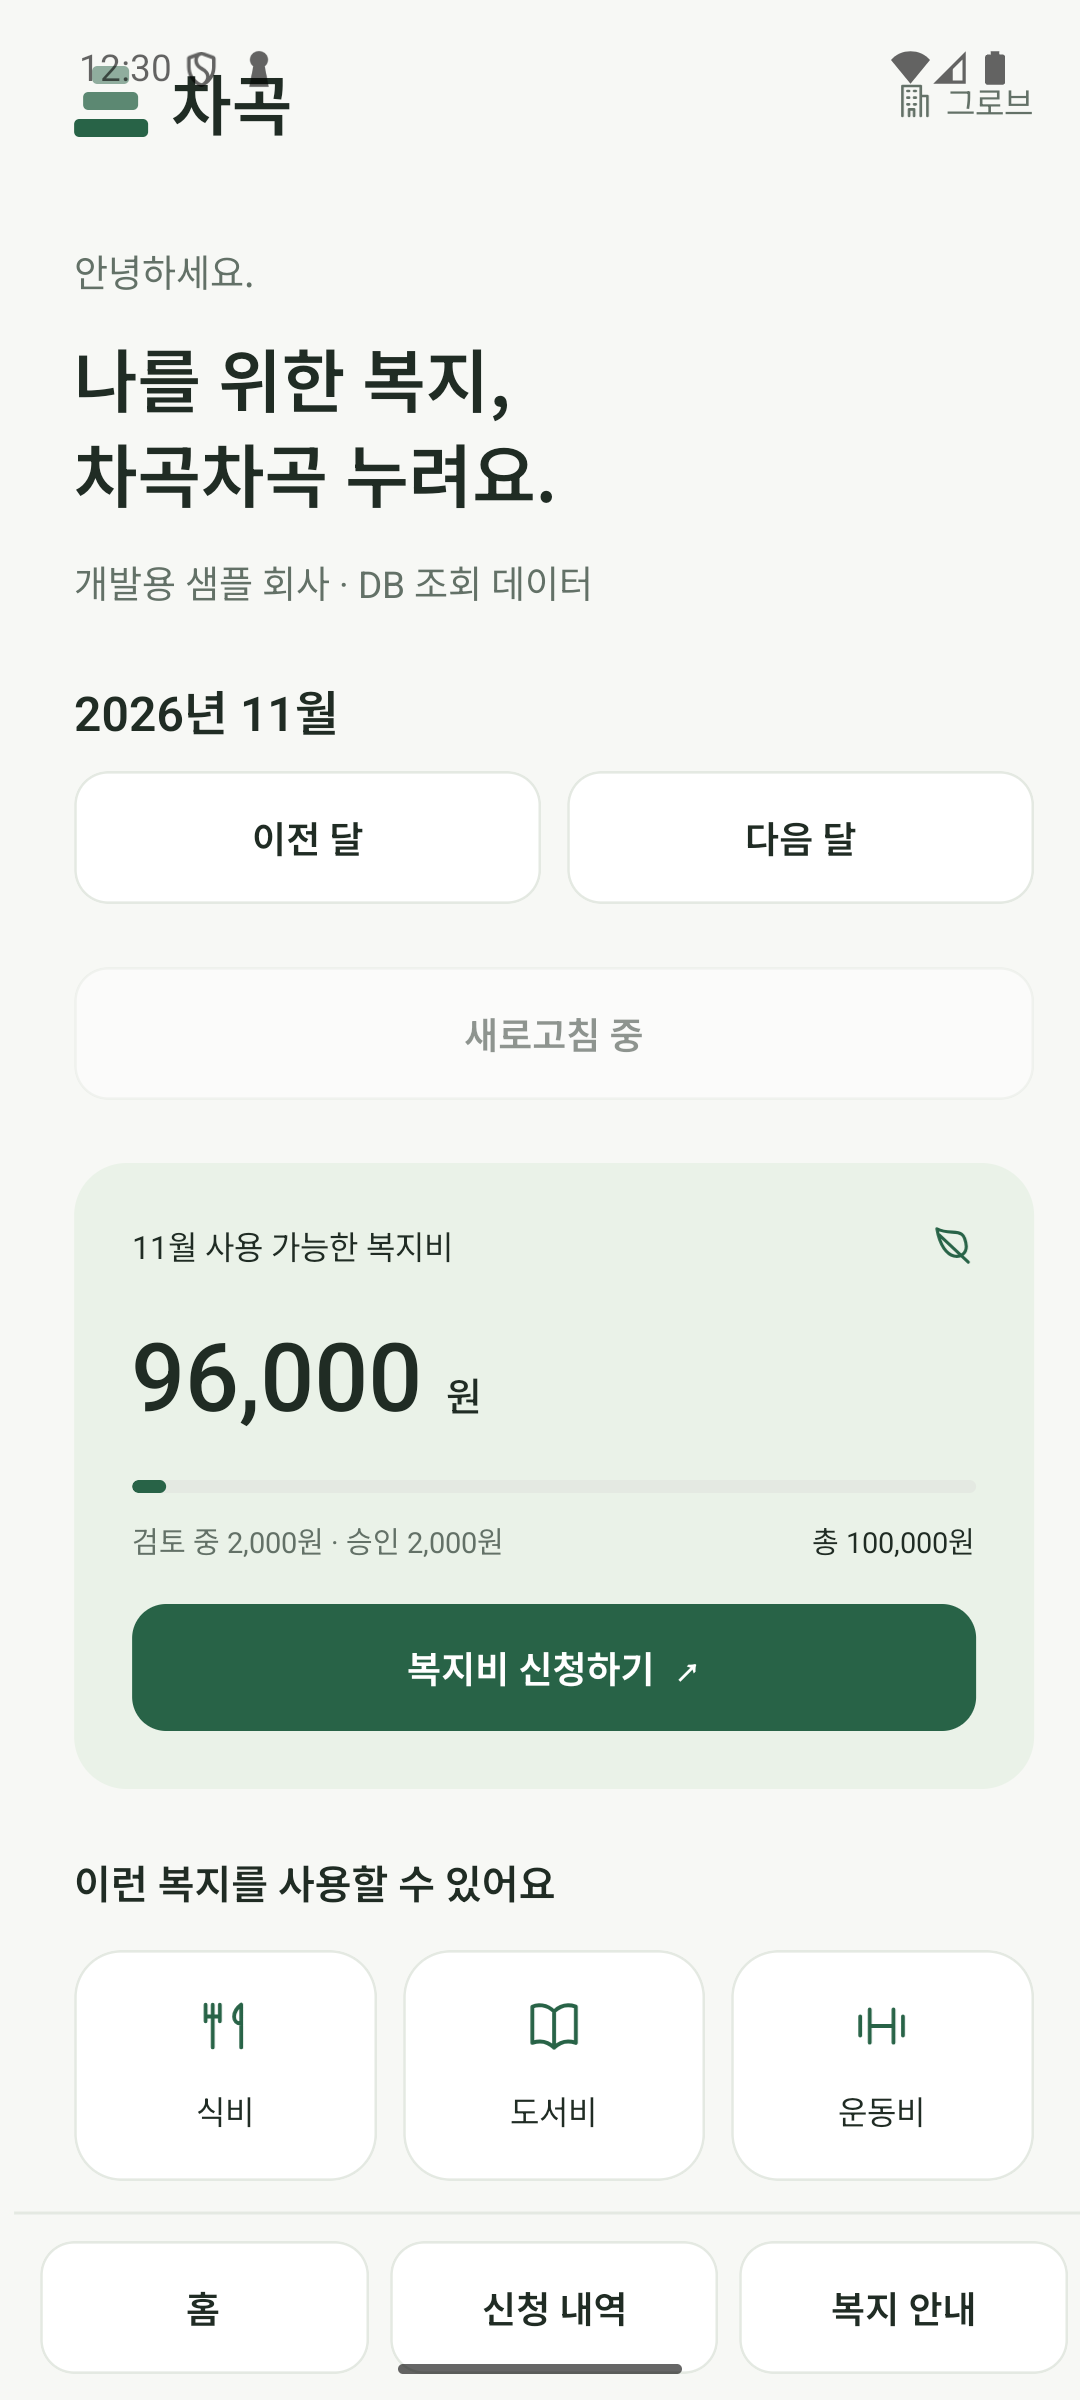 12:30
차곡
그로브
안녕하세요.
나를 위한 복지,
차곡차곡 누려요.
개발용 샘플 회사 · DB 조회 데이터
2026년 11월
이전 달
다음 달
새로고침 중
11월 사용 가능한 복지비
96,000 원
검토 중 2,000원 · 승인 2,000원
총 100,000원
복지비 신청하기 ↗
이런 복지를 사용할 수 있어요
식비
도서비
운동비
홈
신청 내역
복지 안내